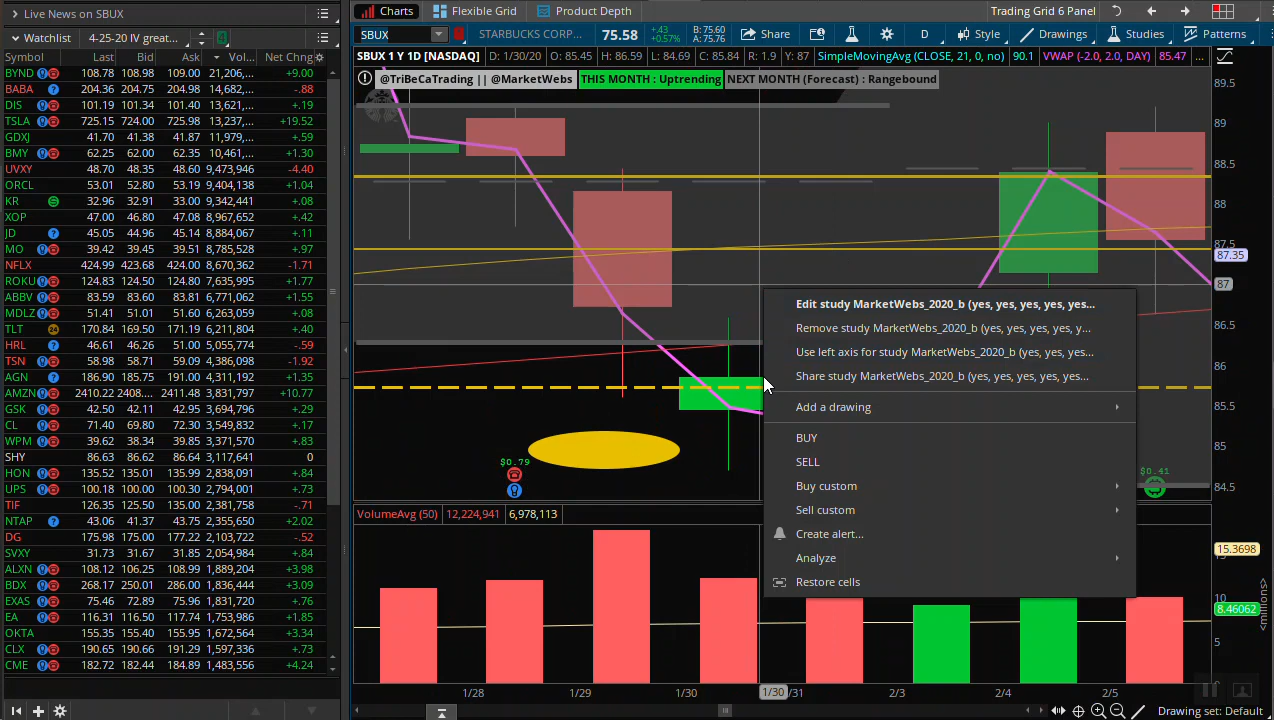 Live News on SBUX
Watchlist 4-25-20 IV great...
Symbol Last Bid Ask Vol... Net Chng
BYND 108.78 108.98 109.00 21,206,... +9.00
BABA 204.36 204.75 204.98 14,682,... -.88
DIS 101.19 101.34 101.40 13,621,... +.19
TSLA 725.15 724.00 725.98 13,237,... +19.52
GDXJ 41.70 41.38 41.87 11,979,... +.59
BMY 62.25 62.00 62.35 10,461,... +1.30
UVXY 48.70 48.35 48.60 9,473,946 -4.40
ORCL 53.01 52.80 53.19 9,404,138 +1.04
KR 32.96 32.91 33.00 9,342,441 +.08
XOP 47.00 46.80 47.08 8,967,652 +.42
JD 45.05 44.96 45.14 8,884,067 +.11
MO 39.42 39.45 39.51 8,785,528 +.97
NFLX 424.99 423.68 424.00 8,670,362 -1.71
ROKU 124.83 124.50 124.80 7,635,995 +1.77
ABBV 83.59 83.60 83.81 6,771,062 +1.55
MDLZ 51.41 51.01 51.60 6,263,059 +.08
TLT 170.84 169.50 171.19 6,211,804 +.40
HRL 46.61 46.26 51.00 5,055,774 -.59
TSN 58.98 58.71 59.09 4,386,098 -1.92
AGN 186.90 185.75 191.00 4,311,192 +1.35
AMZN 2410.22 2408.... 2411.48 3,831,797 +10.77
GSK 42.50 42.11 42.95 3,694,796 +.29
CL 71.40 69.80 72.30 3,549,832 +.17
WPM 39.62 38.34 39.85 3,371,570 +.83
SHY 86.63 86.62 86.64 3,117,641 0
HON 135.52 135.01 135.99 2,838,091 +.84
UPS 100.18 100.00 100.30 2,794,001 +.73
TIF 126.35 125.50 130.00 2,381,758 -.71
NTAP 43.06 41.37 43.75 2,355,650 +2.02
DG 175.98 175.00 177.22 2,103,722 -.52
SVXY 31.73 31.67 31.85 2,054,984 +.84
ALXN 108.12 106.25 108.99 1,889,204 +3.98
BDX 268.17 250.01 286.00 1,836,444 +3.09
EXAS 75.46 72.89 75.96 1,831,720 +.76
EA 116.31 116.50 117.74 1,753,986 +1.85
OKTA 155.35 155.40 155.95 1,672,564 +3.34
CLX 190.65 190.66 191.29 1,597,336 +.73
CME 182.72 182.44 184.89 1,483,556 +4.24
Charts Flexible Grid Product Depth Trading Grid 6 Panel
SBUX STARBUCKS CORP... 75.58 +.43 +0.57% B: 75.60 A: 75.76 Share D Style Drawings Studies Patterns
SBUX 1 Y 1 D [NASDAQ] D: 1/30/20 O: 85.45 H: 86.59 L: 84.69 C: 85.84 R: 1.9 Y: 87 SimpleMovingAvg (CLOSE, 21, 0, no) 90.1 VWAP (-2.0, 2.0, DAY) 85.47 ...
@TriBeCaTrading || @MarketWebs THIS MONTH : Uptrending NEXT MONTH (Forecast) : Rangebound
89.5
89
88.5
88
87.5
87.35
87
86.5
86
85.5
85
84.5
$0.79
$0.41
Edit study MarketWebs_2020_b (yes, yes, yes, yes, yes...
Remove study MarketWebs_2020_b (yes, yes, yes, yes, y...
Use left axis for study MarketWebs_2020_b (yes, yes, yes...
Share study MarketWebs_2020_b (yes, yes, yes, yes, yes...
Add a drawing
BUY
SELL
Buy custom
Sell custom
Create alert...
Analyze
Restore cells
VolumeAvg (50) 12,224,941 6,978,113
15.3698
10
8.46062
5
<millions>
1/28 1/29 1/30 1/30 /31 2/3 2/4 2/5
Drawing set: Default